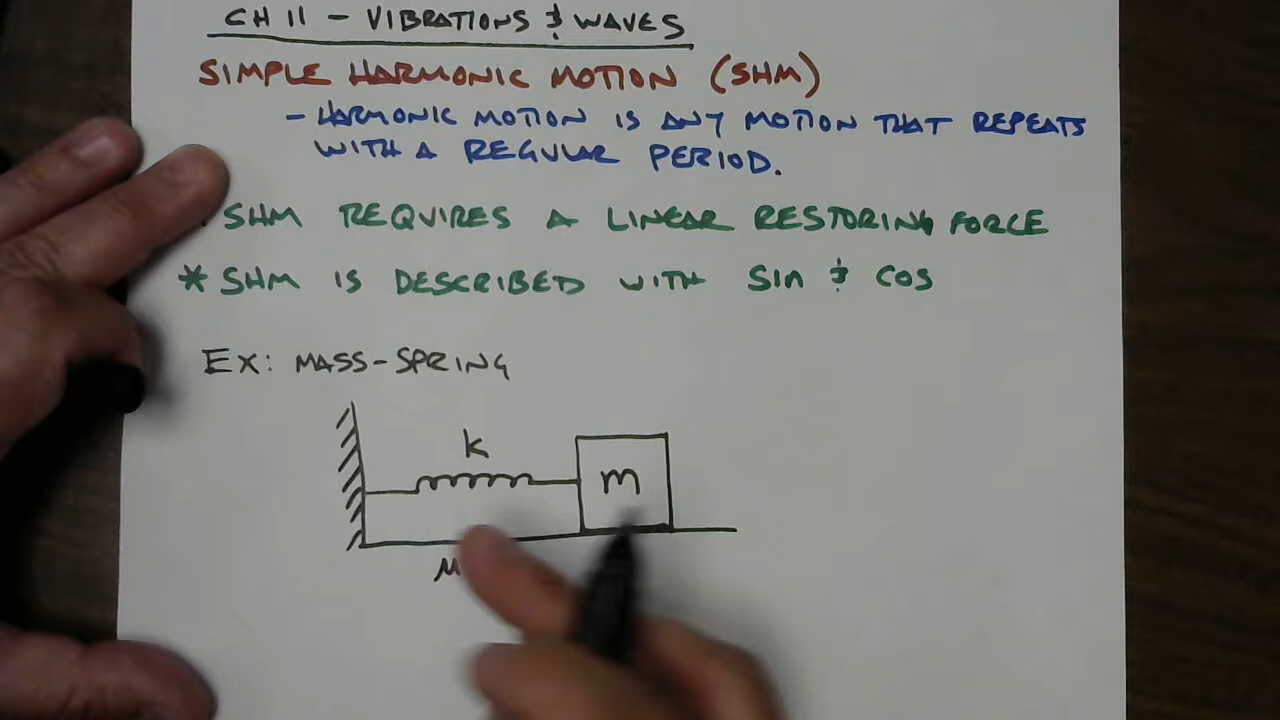 CH 11 - VIBRATIONS & WAVES
SIMPLE HARMONIC MOTION (SHM)
- HARMONIC MOTION IS ANY MOTION THAT REPEATS
WITH A REGULAR PERIOD.
SHM REQUIRES A LINEAR RESTORING FORCE
* SHM IS DESCRIBED WITH Sin & COS
EX: MASS-SPRING
k
m
μ